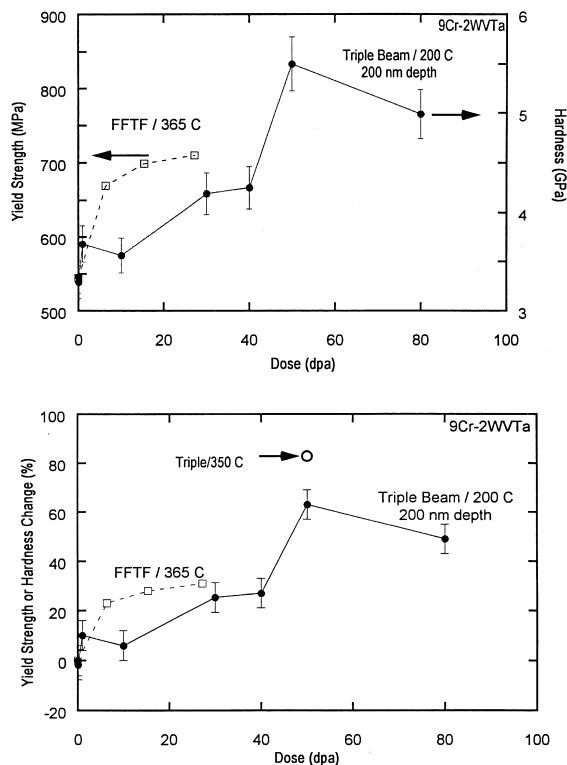 900
800
700
600
500
Yield Strength (MPa)
9Cr-2WVTa
Triple Beam / 200 C
200 nm depth
FFTF / 365 C
6
5
4
3
Hardness (GPa)
0
20
40
60
80
100
Dose (dpa)
100
80
60
40
20
0
-20
Yield Strength or Hardness Change (%)
9Cr-2WVTa
Triple/350 C
Triple Beam / 200 C
200 nm depth
FFTF / 365 C
0
20
40
60
80
100
Dose (dpa)